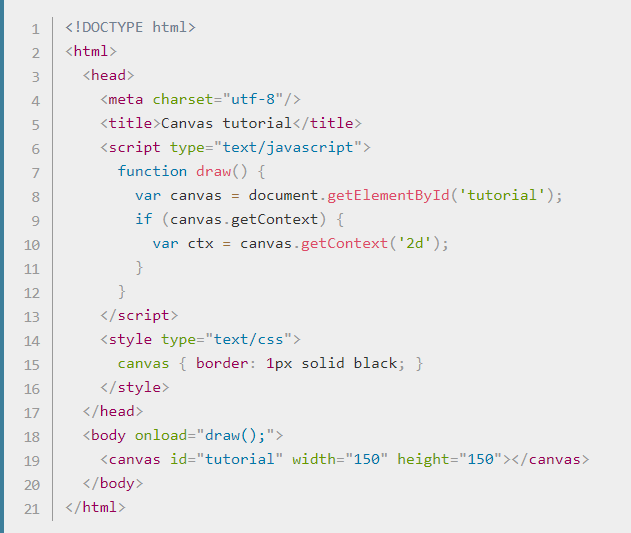 1 <!DOCTYPE html>
2 <html>
3   <head>
4     <meta charset="utf-8"/>
5     <title>Canvas tutorial</title>
6     <script type="text/javascript">
7       function draw() {
8         var canvas = document.getElementById('tutorial');
9         if (canvas.getContext) {
10           var ctx = canvas.getContext('2d');
11         }
12       }
13     </script>
14     <style type="text/css">
15       canvas { border: 1px solid black; }
16     </style>
17   </head>
18   <body onload="draw();">
19     <canvas id="tutorial" width="150" height="150"></canvas>
20   </body>
21 </html>